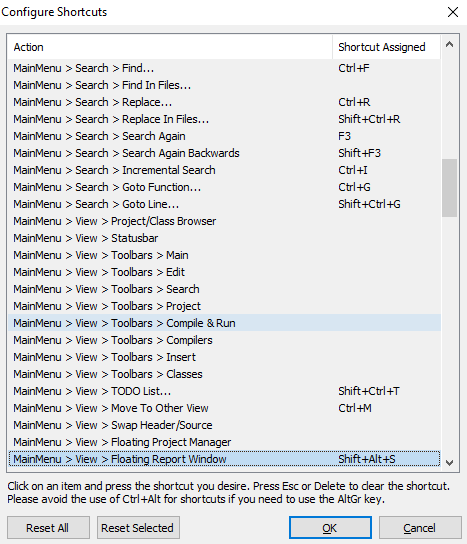 Configure Shortcuts
Action Shortcut Assigned
MainMenu > Search > Find... Ctrl+F
MainMenu > Search > Find In Files...
MainMenu > Search > Replace... Ctrl+R
MainMenu > Search > Replace In Files... Shift+Ctrl+R
MainMenu > Search > Search Again F3
MainMenu > Search > Search Again Backwards Shift+F3
MainMenu > Search > Incremental Search Ctrl+I
MainMenu > Search > Goto Function... Ctrl+G
MainMenu > Search > Goto Line... Shift+Ctrl+G
MainMenu > View > Project/Class Browser
MainMenu > View > Statusbar
MainMenu > View > Toolbars > Main
MainMenu > View > Toolbars > Edit
MainMenu > View > Toolbars > Search
MainMenu > View > Toolbars > Project
MainMenu > View > Toolbars > Compile & Run
MainMenu > View > Toolbars > Compilers
MainMenu > View > Toolbars > Insert
MainMenu > View > Toolbars > Classes
MainMenu > View > TODO List... Shift+Ctrl+T
MainMenu > View > Move To Other View Ctrl+M
MainMenu > View > Swap Header/Source
MainMenu > View > Floating Project Manager
MainMenu > View > Floating Report Window Shift+Alt+S
Click on an item and press the shortcut you desire. Press Esc or Delete to clear the shortcut.
Please avoid the use of Ctrl+Alt for shortcuts if you need to use the AltGr key.
Reset All Reset Selected OK Cancel